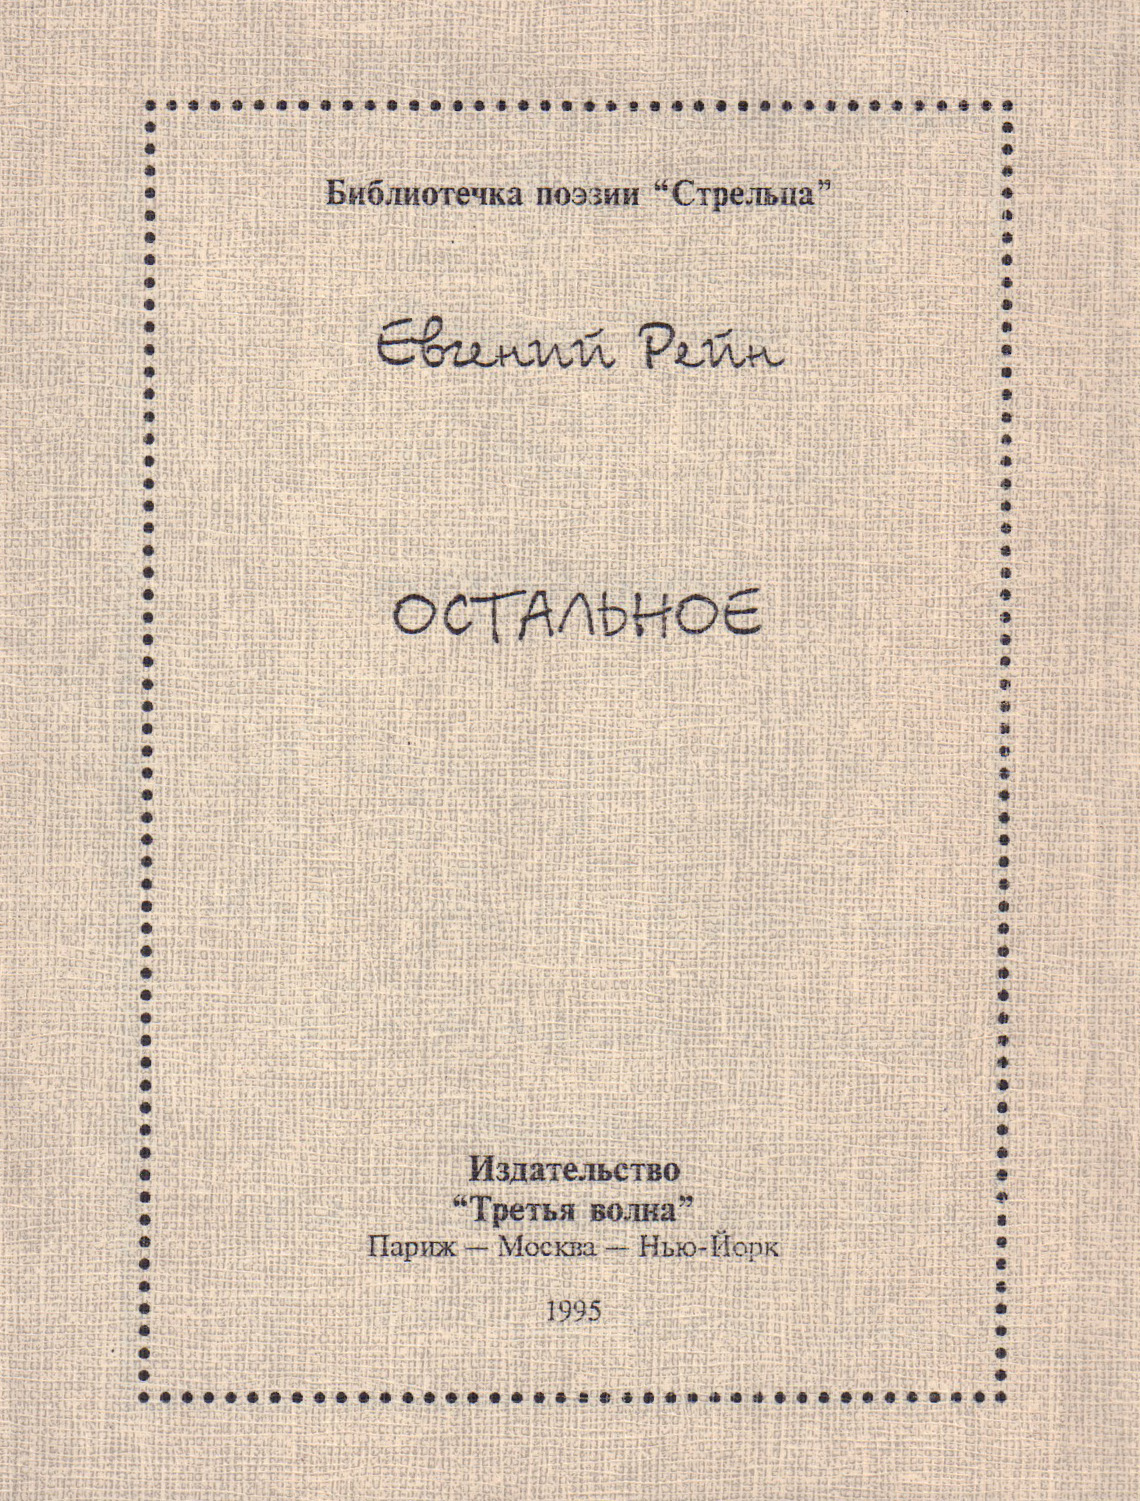 Библиотечка поэзии “Стрельца”
Евгений Рейн
ОСТАЛЬНОЕ
Издательство
“Третья волна”
Париж — Москва — Нью-Йорк
1995